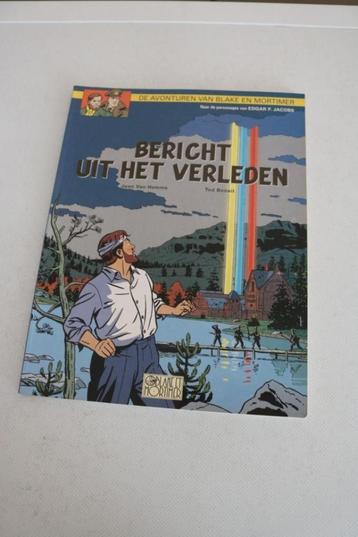 DE AVONTUREN VAN BLAKE EN MORTIMER
Naar de personages van EDGAR P. JACOBS
BERICHT
UIT HET VERLEDEN
Jean Van Hamme
Ted Benoit
BLAKE
MORTIMER